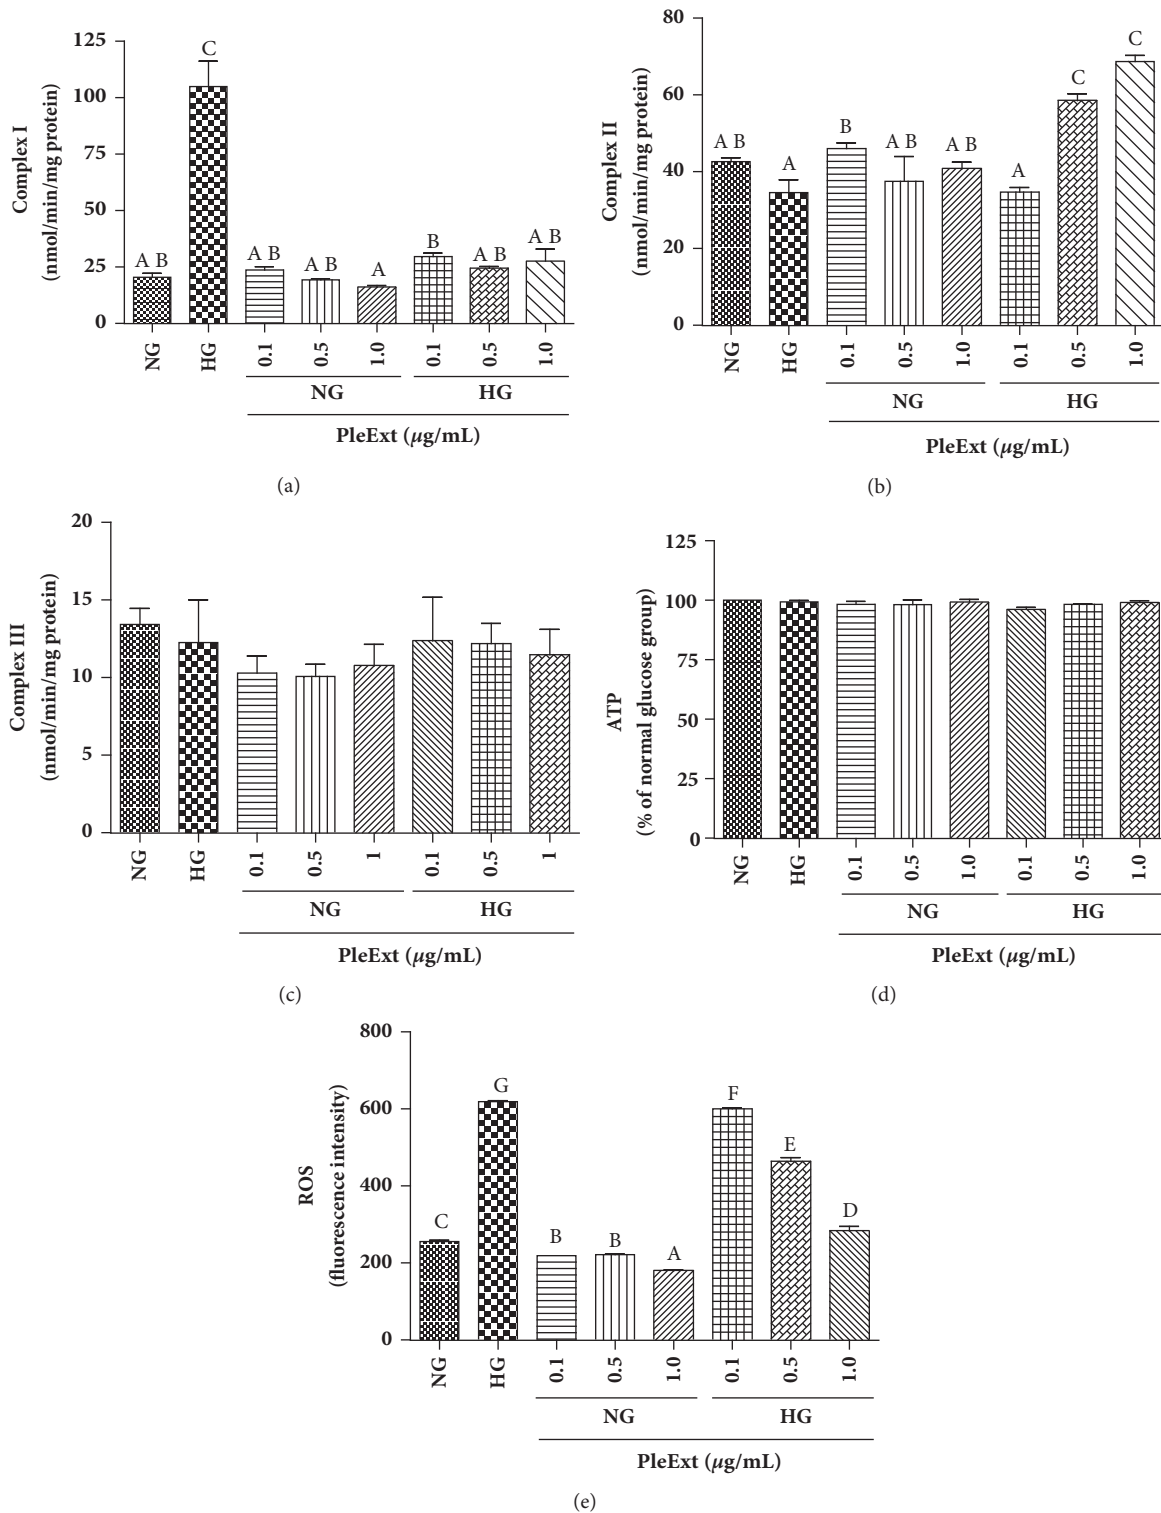 125
100
75
50
25
0
Complex I
(nmol/min/mg protein)
A B
C
A B
A B
A
B
A B
A B
NG
HG
0.1
0.5
1.0
0.1
0.5
1.0
NG
HG
PleExt (μg/mL)
(a)
80
60
40
20
0
Complex II
(nmol/min/mg protein)
A B
A
B
A B
A B
A
C
C
NG
HG
0.1
0.5
1.0
0.1
0.5
1.0
NG
HG
PleExt (μg/mL)
(b)
20
15
10
5
0
Complex III
(nmol/min/mg protein)
NG
HG
0.1
0.5
1
0.1
0.5
1
NG
HG
PleExt (μg/mL)
(c)
125
100
75
50
25
0
ATP
(% of normal glucose group)
NG
HG
0.1
0.5
1.0
0.1
0.5
1.0
NG
HG
PleExt (μg/mL)
(d)
800
600
400
200
0
ROS
(fluorescence intensity)
C
G
B
B
A
F
E
D
NG
HG
0.1
0.5
1.0
0.1
0.5
1.0
NG
HG
PleExt (μg/mL)
(e)